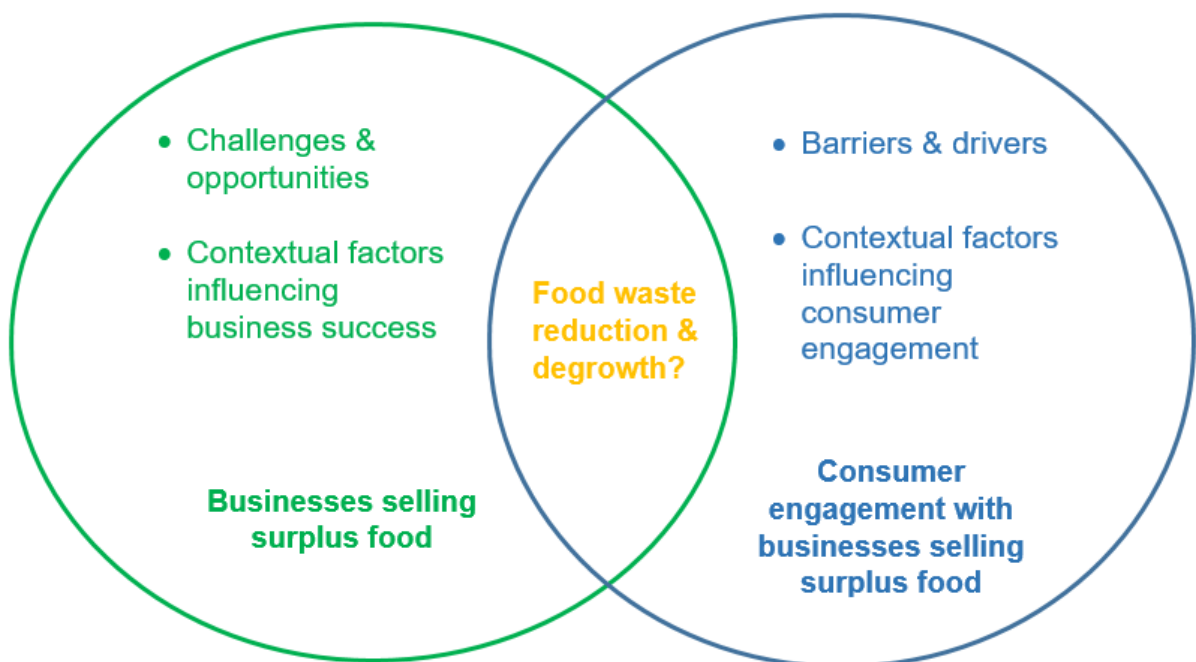 • Challenges &
opportunities
• Contextual factors
influencing
business success
Businesses selling
surplus food
Food waste
reduction &
degrowth?
• Barriers & drivers
• Contextual factors
influencing
consumer
engagement
Consumer
engagement with
businesses selling
surplus food